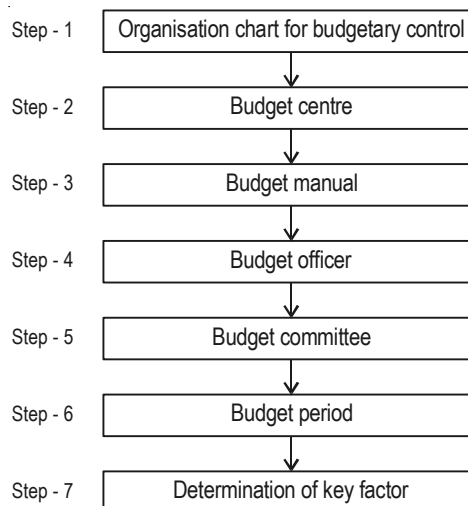 Step - 1 Organisation chart for budgetary control
Step - 2 Budget centre
Step - 3 Budget manual
Step - 4 Budget officer
Step - 5 Budget committee
Step - 6 Budget period
Step - 7 Determination of key factor